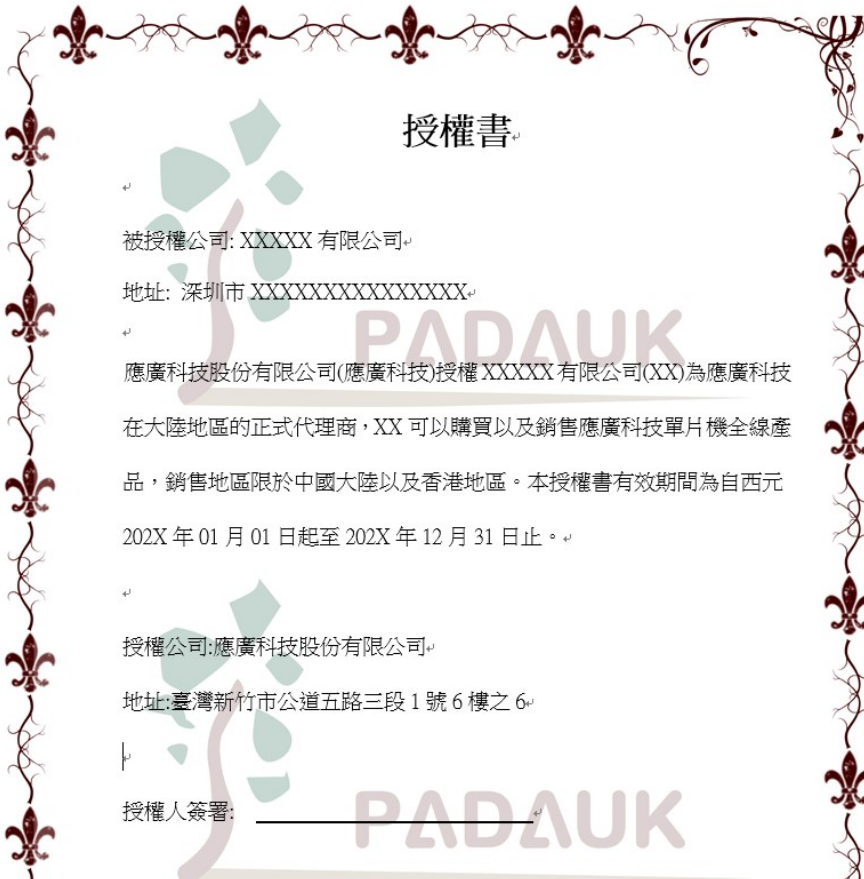 授權書
被授權公司: XXXXX 有限公司
地址: 深圳市 XXXXXXXXXXXXXXX
PADAUK
應廣科技股份有限公司(應廣科技)授權 XXXXX 有限公司(XX)為應廣科技
在大陸地區的正式代理商，XX 可以購買以及銷售應廣科技單片機全線產
品，銷售地區限於中國大陸以及香港地區。本授權書有效期間為自西元
202X 年 01 月 01 日起至 202X 年 12 月 31 日止。
授權公司:應廣科技股份有限公司
地址:臺灣新竹市公道五路三段 1 號 6 樓之 6
授權人簽署:
PADAUK